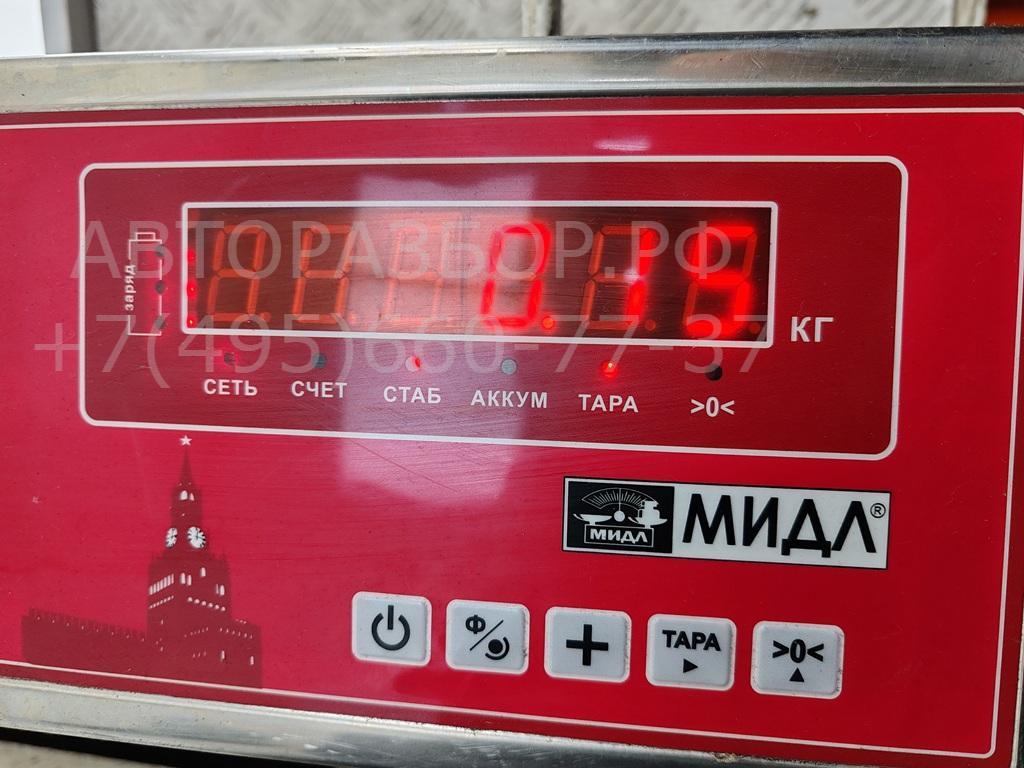 АВТОРАЗБОР.РФ
+7(495)660-77-37
заряд
0.15
КГ
СЕТЬ СЧЕТ СТАБ АККУМ ТАРА >0<
МИДЛ МИДЛ®
Ф ТАРА >0<